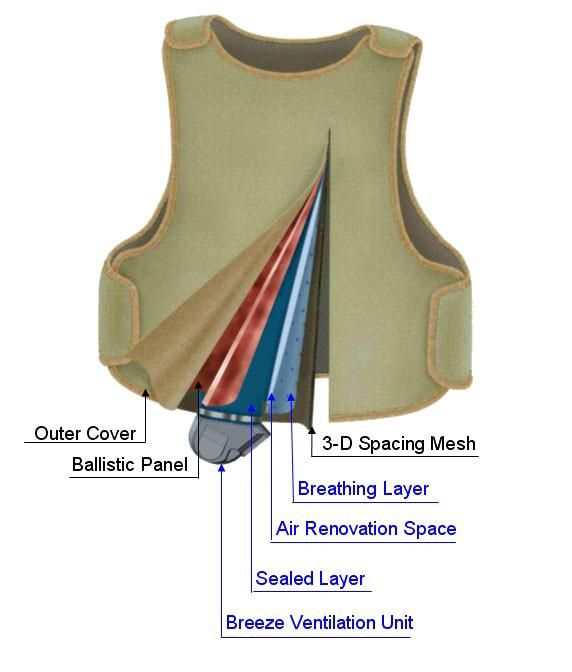 Outer Cover
3-D Spacing Mesh
Ballistic Panel
Breathing Layer
Air Renovation Space
Sealed Layer
Breeze Ventilation Unit